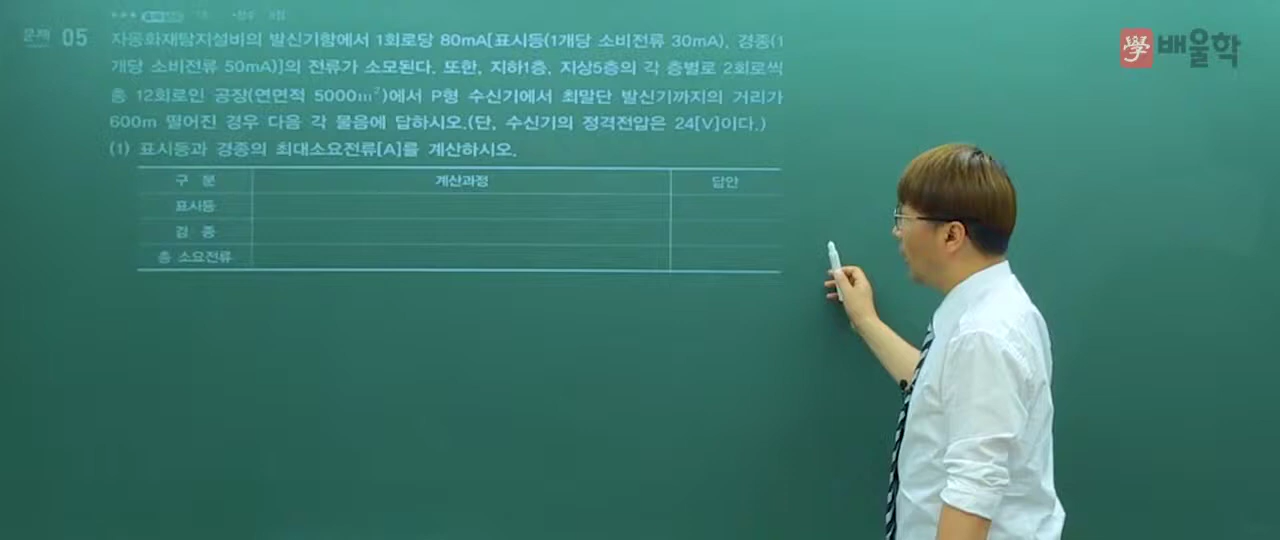 學 배울학
문제 05
자동화재탐지설비의 발신기함에서 1회로당 80mA[표시등(1개당 소비전류 30mA), 경종(1
개당 소비전류 50mA)]의 전류가 소모된다. 또한, 지하1층, 지상5층의 각 층별로 2회로씩
총 12회로인 공장(연면적 5000m²)에서 P형 수신기에서 최말단 발신기까지의 거리가
600m 떨어진 경우 다음 각 물음에 답하시오.(단, 수신기의 정격전압은 24[V]이다.)
(1) 표시등과 경종의 최대소요전류[A]를 계산하시오.
구 분 계산과정 답안
표시등
경 종
총 소요전류